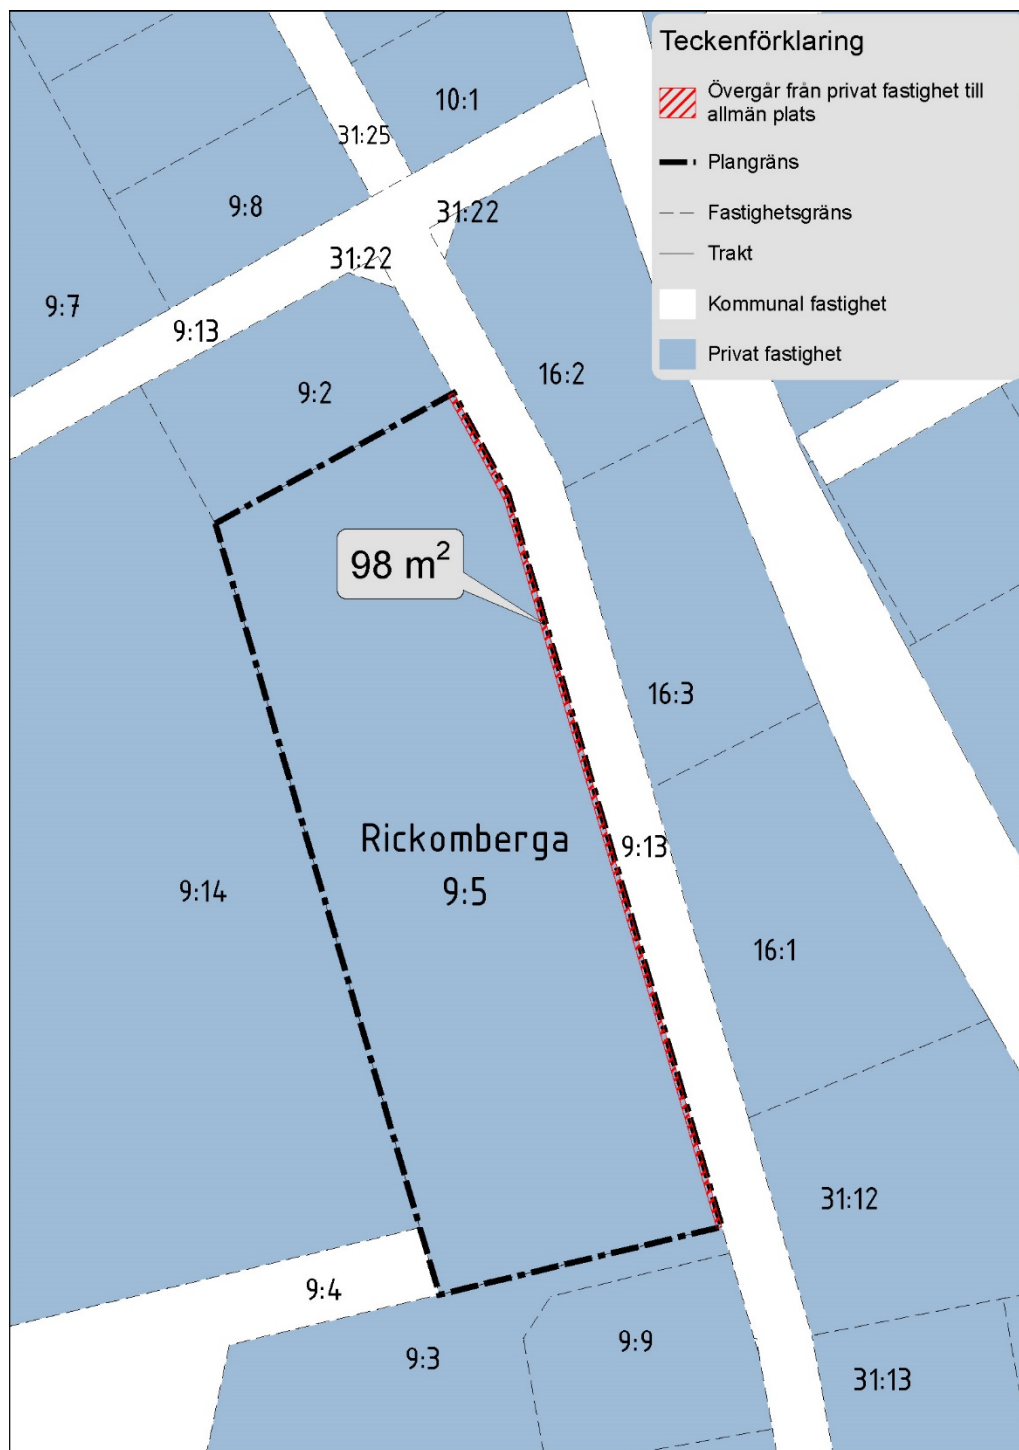 Teckenförklaring
Övergår från privat fastighet till
allmän plats
Plangräns
Fastighetsgräns
Trakt
Kommunal fastighet
Privat fastighet
10:1
31:25
9:8
31:22
31:22
9:7
9:13
16:2
9:2
98 m²
16:3
Rickomberga
9:5
9:13
9:14
16:1
31:12
9:4
9:3
9:9
31:13